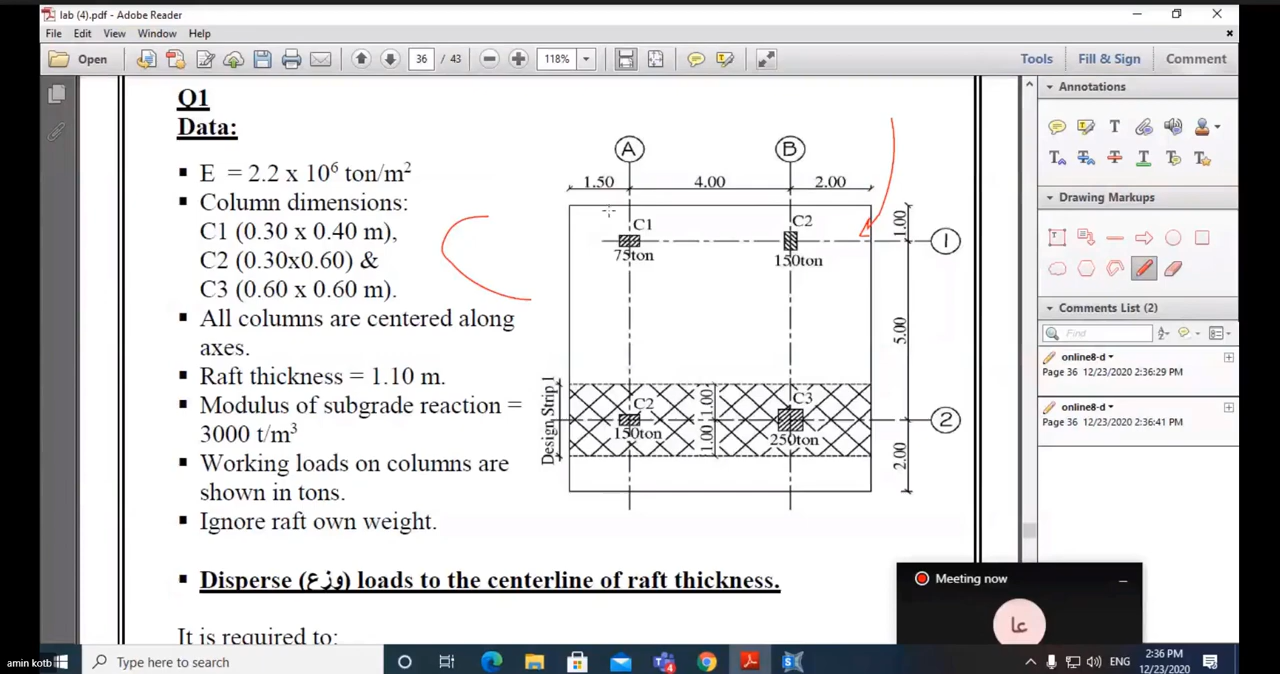 lab (4).pdf - Adobe Reader
File Edit View Window Help
Open 36 / 43 118% Tools Fill & Sign Comment
Q1
Data:
E = 2.2 x 10⁶ ton/m²
Column dimensions:
C1 (0.30 x 0.40 m),
C2 (0.30x0.60) &
C3 (0.60 x 0.60 m).
All columns are centered along
axes.
Raft thickness = 1.10 m.
Modulus of subgrade reaction =
3000 t/m³
Working loads on columns are
shown in tons.
Ignore raft own weight.
Disperse (وزع) loads to the centerline of raft thickness.
It is required to:
A B
1.50 4.00 2.00
C1 C2
75ton 150ton
1.00
1
5.00
Design Strip 1
C2 1.00 C3
150ton 1.00 250ton
2
2.00
Annotations
T
Drawing Markups
Comments List (2)
Find
online8-d
Page 36 12/23/2020 2:36:29 PM
online8-d
Page 36 12/23/2020 2:36:41 PM
Meeting now
عا
amin kotb
Type here to search
ENG
2:36 PM
12/23/2020